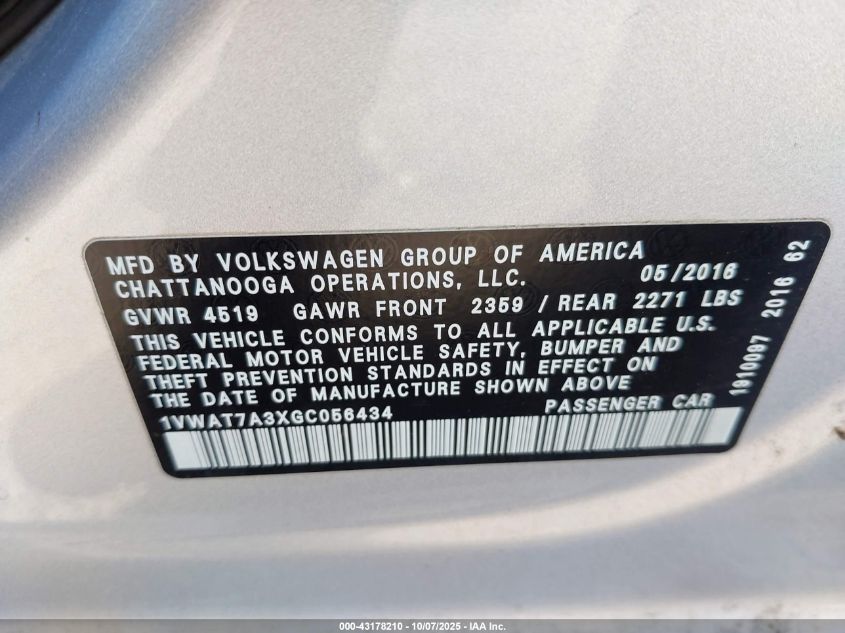 MFD BY VOLKSWAGEN GROUP OF AMERICA
CHATTANOOGA OPERATIONS, LLC. 05/2016
GVWR 4519 GAWR FRONT 2359 / REAR 2271 LBS
THIS VEHICLE CONFORMS TO ALL APPLICABLE U.S.
FEDERAL MOTOR VEHICLE SAFETY, BUMPER AND
THEFT PREVENTION STANDARDS IN EFFECT ON
THE DATE OF MANUFACTURE SHOWN ABOVE
1VWAT7A3XGC056434 PASSENGER CAR
1910097 2016 62
000-43178210 - 10/07/2025 - IAA Inc.